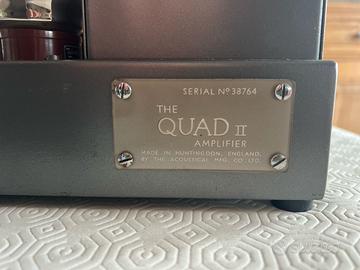 SERIAL Nº 38764
THE
QUAD II
AMPLIFIER
MADE IN HUNTINGDON, ENGLAND,
BY THE ACOUSTICAL MFG. CO LTD.